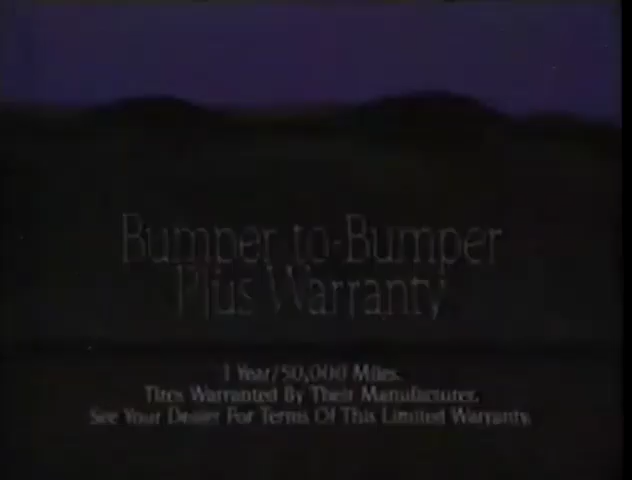 Bumper to-Bumper
Plus Warranty
1 Year/50,000 Miles.
Tires Warranted By Their Manufacturer.
See Your Dealer For Terms Of This Limited Warranty.